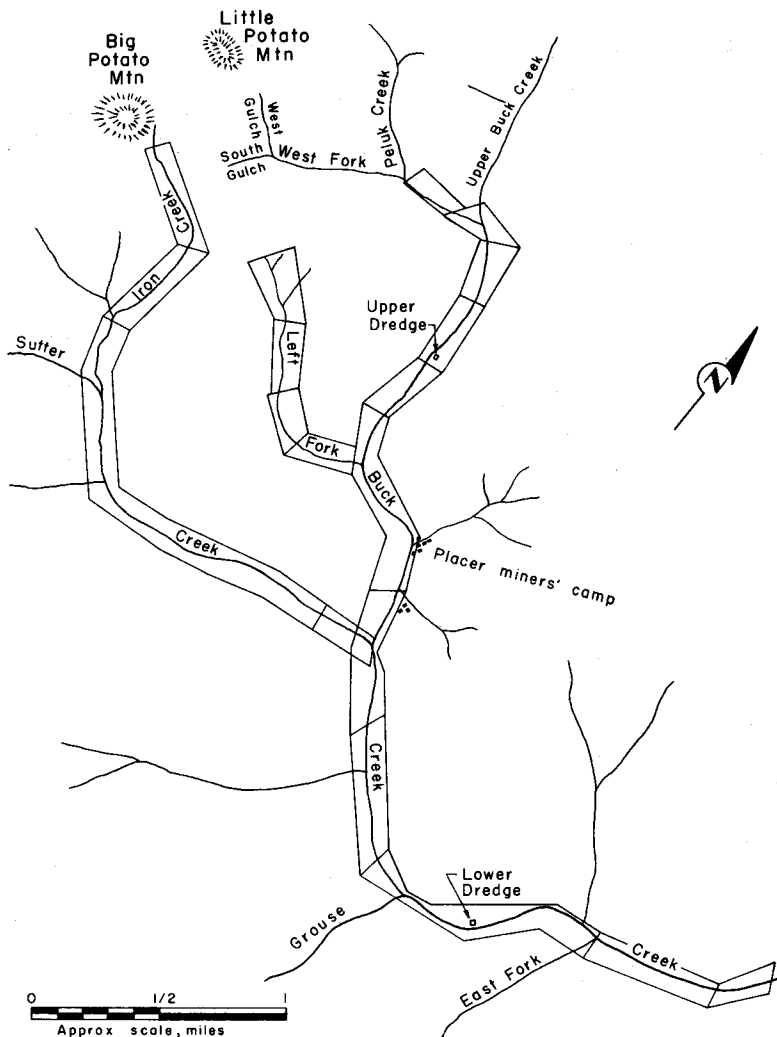 Little
Potato
Mtn
Big
Potato
Mtn
West
Gulch
South
Gulch
West Fork
Peluk Creek
Upper Buck Creek
Creek
Iron
Sutter
Upper
Dredge
Left
Fork
Buck
N
Placer miners' camp
Creek
Creek
Lower
Dredge
Grouse
East Fork
Creek
0 1/2 1
Approx scale, miles